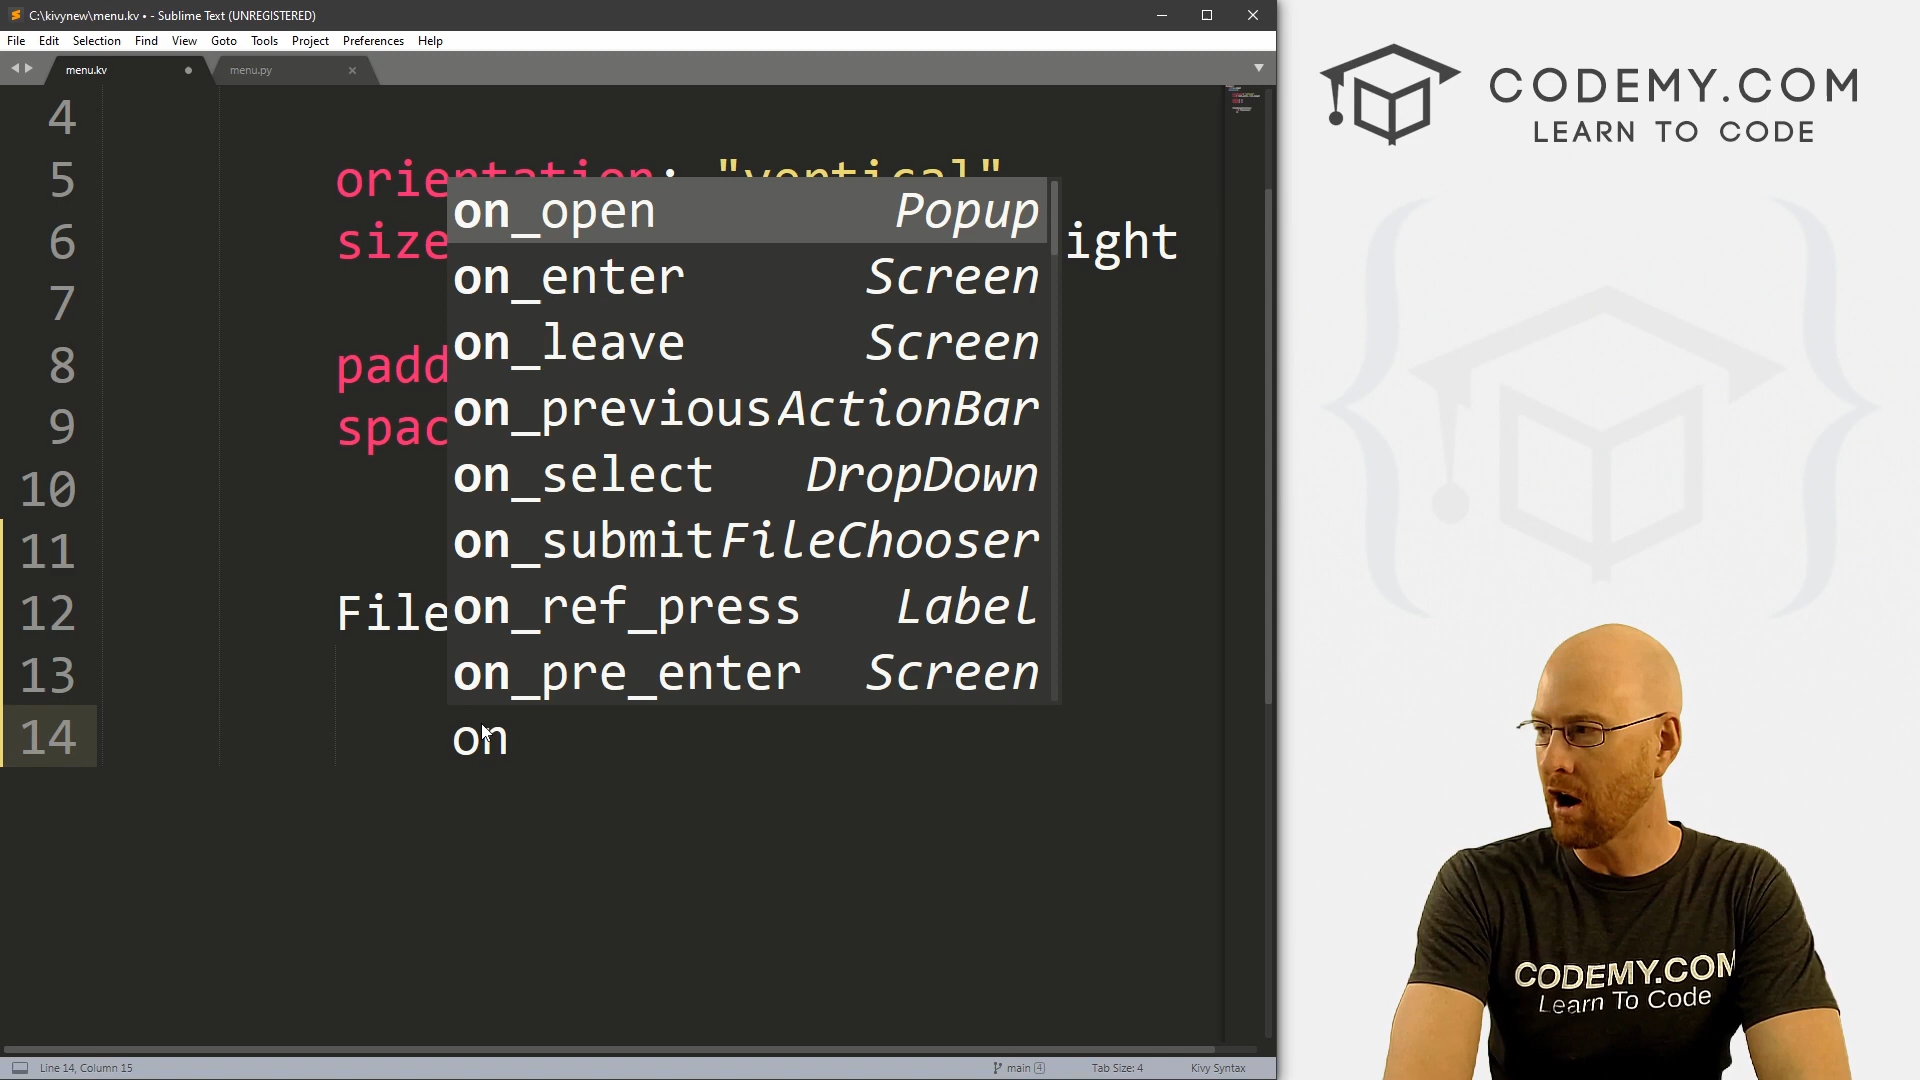 C:\kivynew\menu.kv • - Sublime Text (UNREGISTERED)
File Edit Selection Find View Goto Tools Project Preferences Help
menu.kv
menu.py
4
5 orientation: "vertical"
6 size ight
7
8 padd
9 spac
10
11
12 File
13
14 on
on_open Popup
on_enter Screen
on_leave Screen
on_previous ActionBar
on_select DropDown
on_submit FileChooser
on_ref_press Label
on_pre_enter Screen
Line 14, Column 15
main 4
Tab Size: 4
Kivy Syntax
CODEMY.COM
LEARN TO CODE
CODEMY.COM
Learn To Code